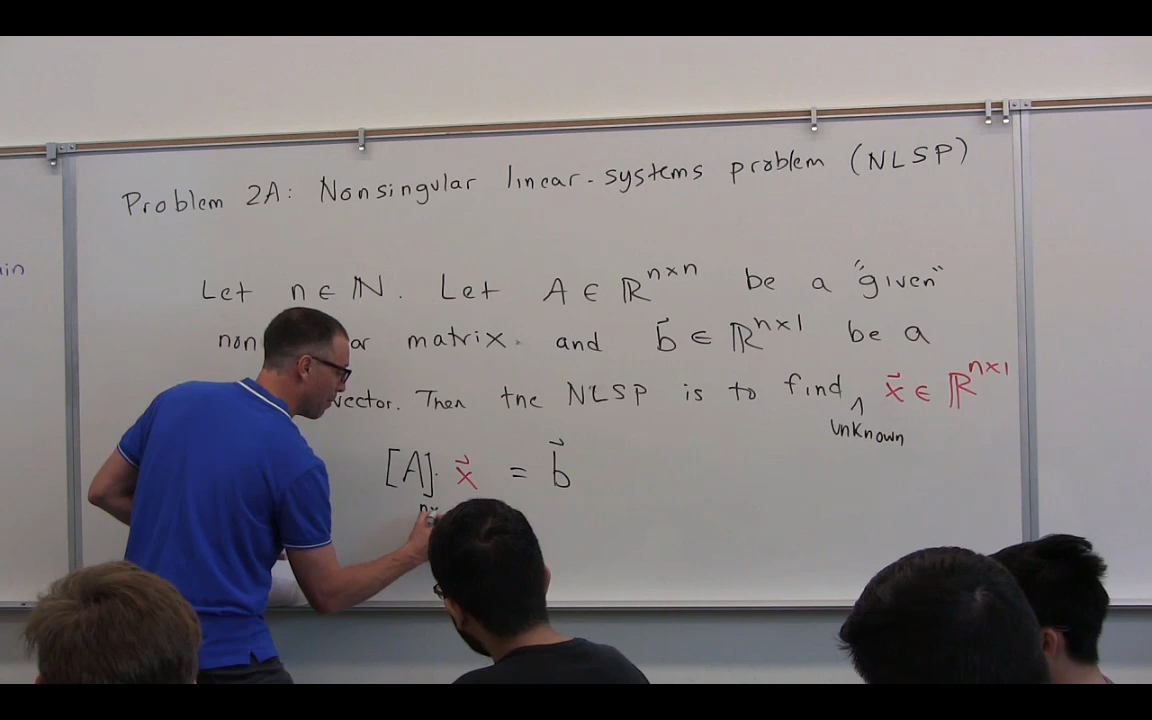 Problem 2A: Nonsingular linear-systems problem (NLSP)
ain
Let n ∈ ℕ. Let A ∈ ℝ^{n×n} be a "given"
non ar matrix. and b⃗ ∈ ℝ^{n×1} be a
vector. Then the NLSP is to find ^ x⃗ ∈ ℝ^{n×1}
unknown
[A]· x⃗ = b⃗
n×